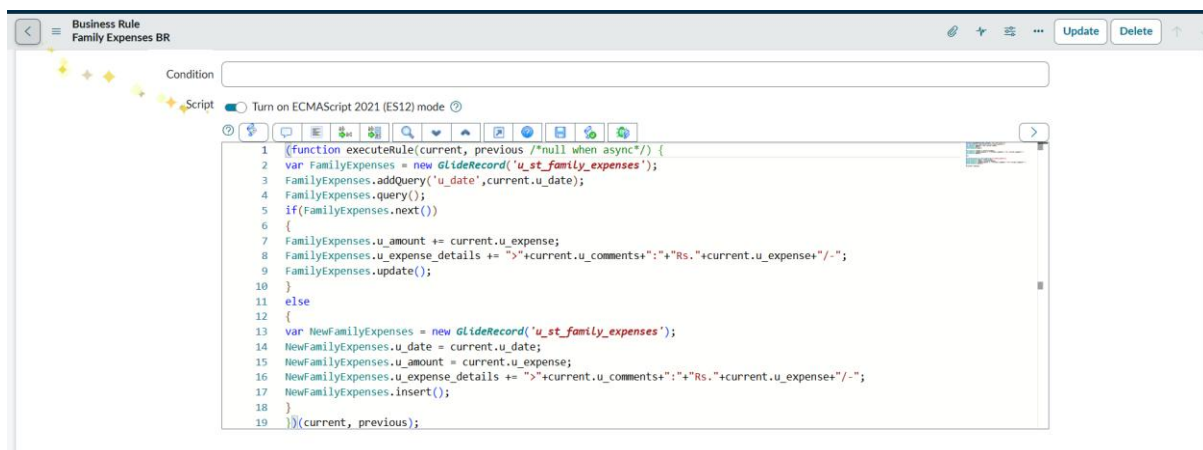 Business Rule
Family Expenses BR
Update
Delete
Condition
Script
Turn on ECMAScript 2021 (ES12) mode
1 (function executeRule(current, previous /*null when async*/) {
2 var FamilyExpenses = new GlideRecord('u_st_family_expenses');
3 FamilyExpenses.addQuery('u_date',current.u_date);
4 FamilyExpenses.query();
5 if(FamilyExpenses.next())
6 {
7 FamilyExpenses.u_amount += current.u_expense;
8 FamilyExpenses.u_expense_details += ">"+current.u_comments+":"+"Rs."+current.u_expense+"/-";
9 FamilyExpenses.update();
10 }
11 else
12 {
13 var NewFamilyExpenses = new GlideRecord('u_st_family_expenses');
14 NewFamilyExpenses.u_date = current.u_date;
15 NewFamilyExpenses.u_amount = current.u_expense;
16 NewFamilyExpenses.u_expense_details += ">"+current.u_comments+":"+"Rs."+current.u_expense+"/-";
17 NewFamilyExpenses.insert();
18 }
19 })(current, previous);